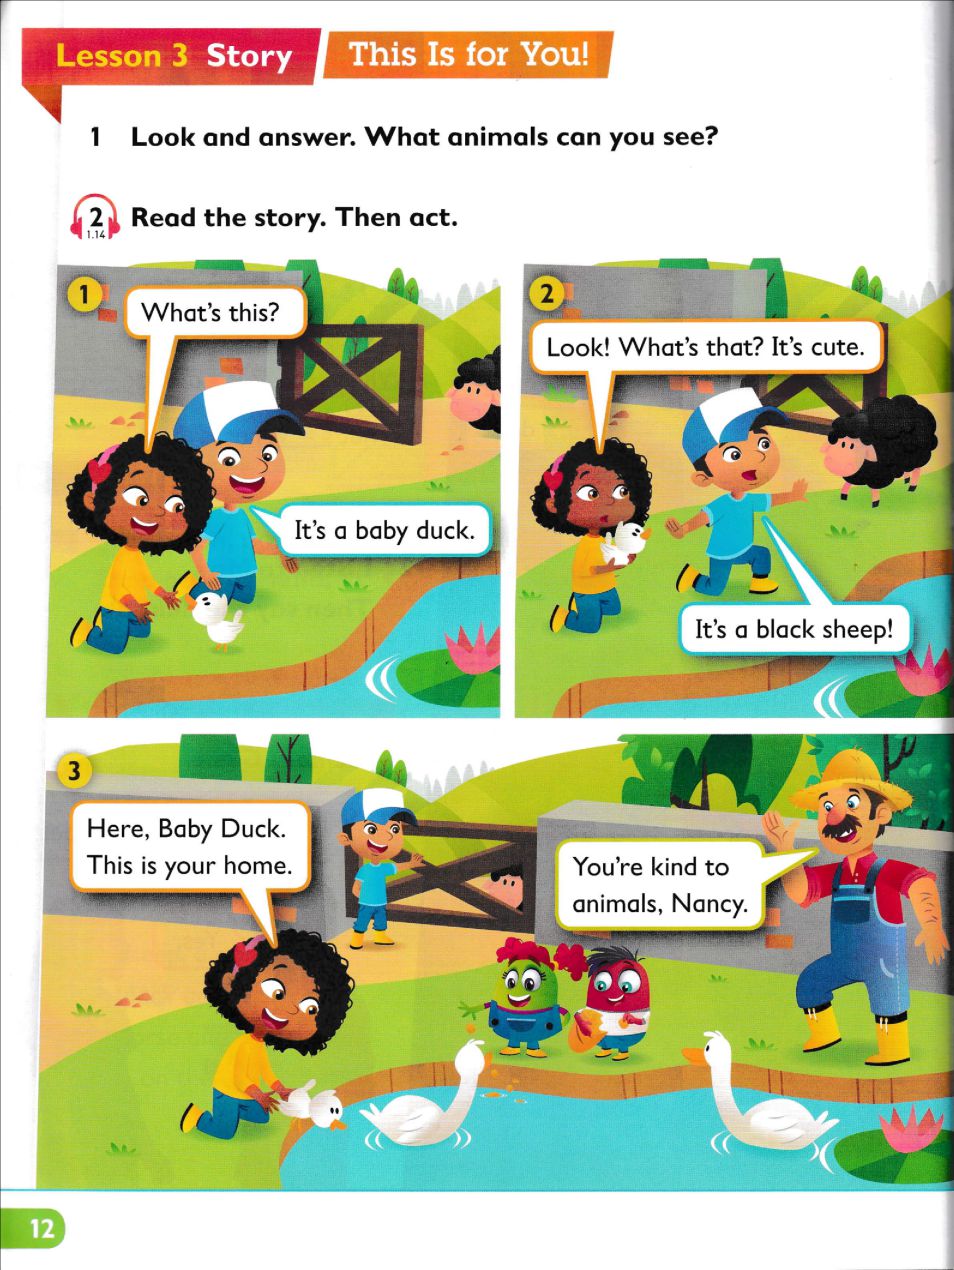 Lesson 3 Story
This Is for You!
1 Look and answer. What animals can you see?
2 Read the story. Then act.
1.14
1
What's this?
It's a baby duck.
2
Look! What's that? It's cute.
It's a black sheep!
3
Here, Baby Duck.
This is your home.
You're kind to
animals, Nancy.
12